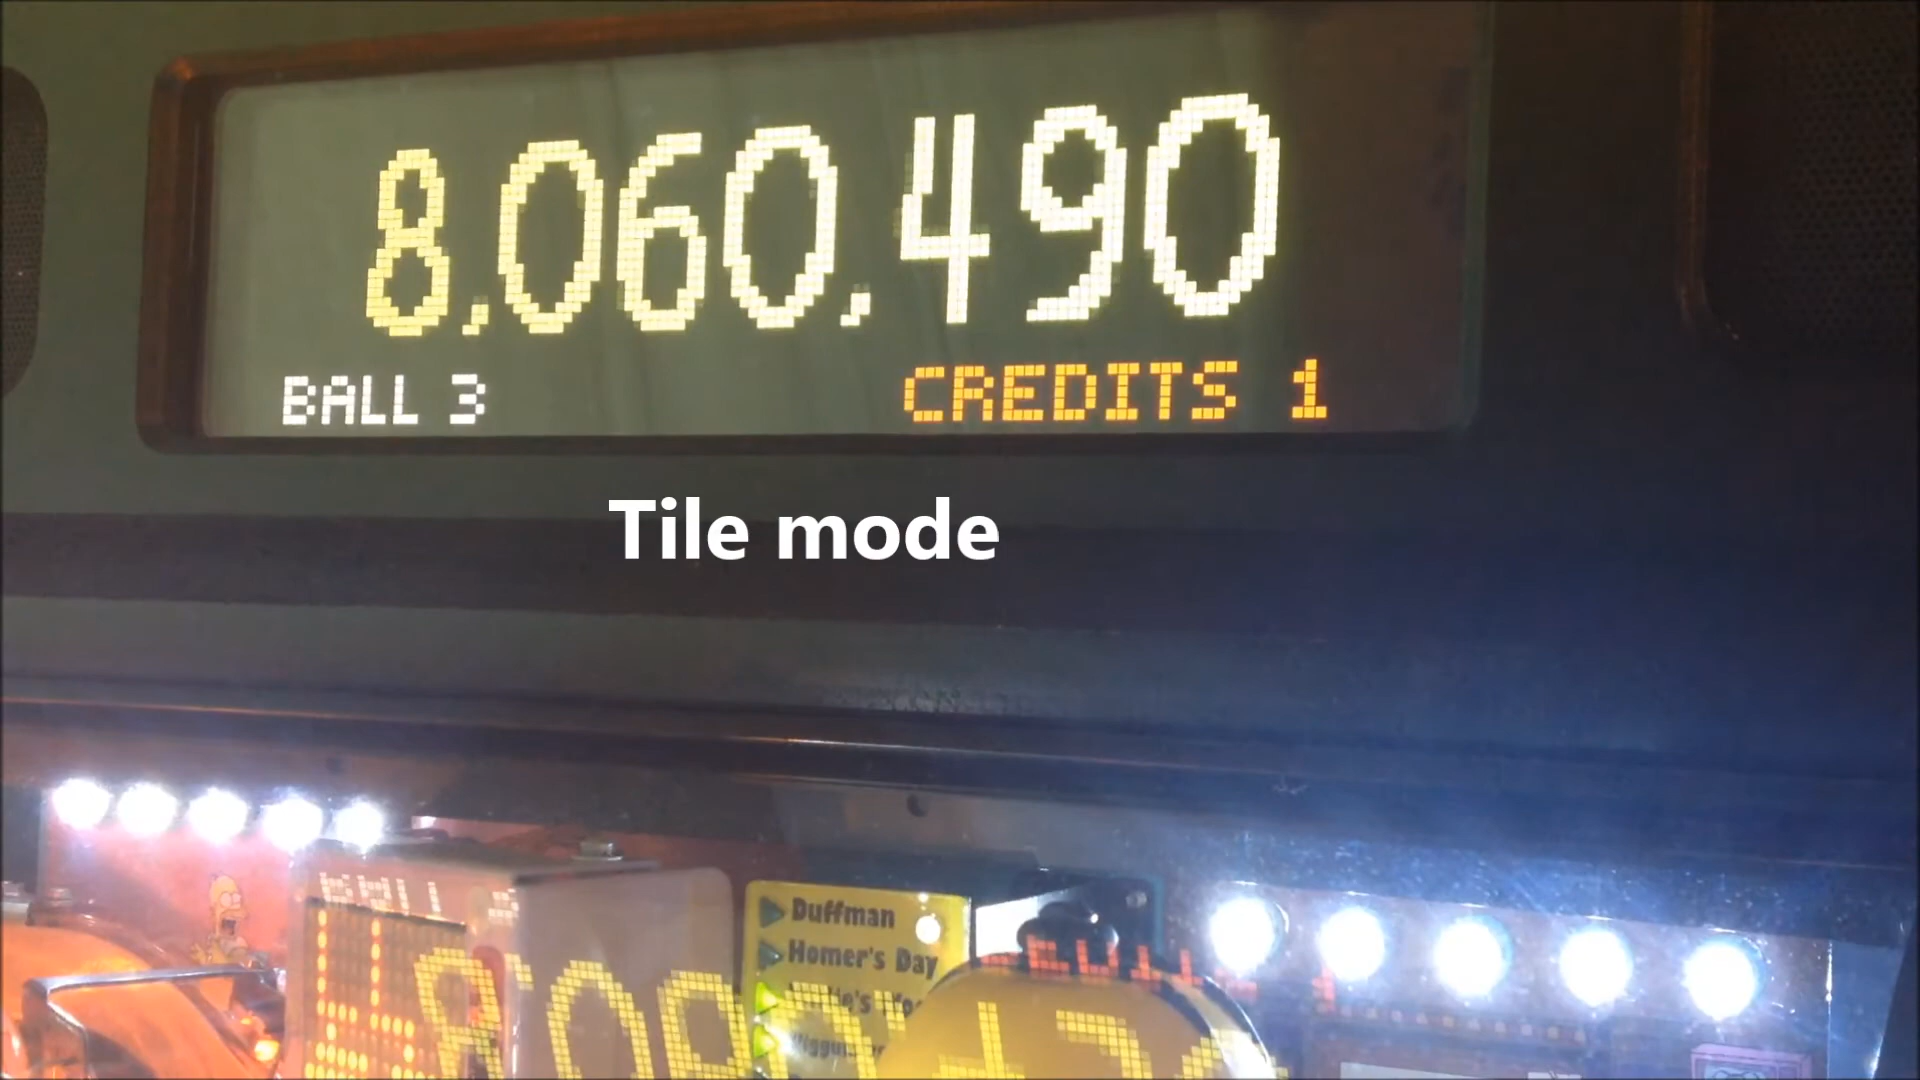 8,060,490
BALL 3 CREDITS 1
Tile mode
Duffman
Homer's Day